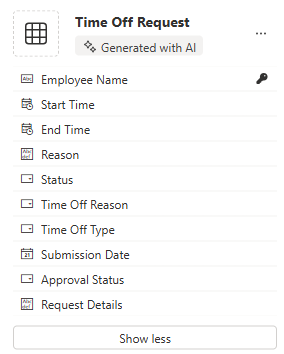 Time Off Request
Generated with AI
Employee Name
Start Time
End Time
Reason
Status
Time Off Reason
Time Off Type
Submission Date
Approval Status
Request Details
Show less